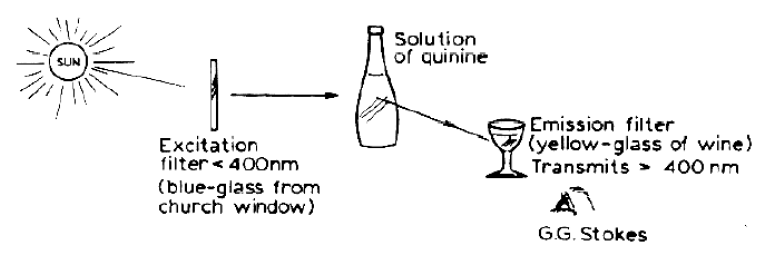 SUN
Solution
of quinine
Excitation
filter < 400nm
(blue-glass from
church window)
Emission filter
(yellow-glass of wine)
Transmits > 400 nm
G.G. Stokes